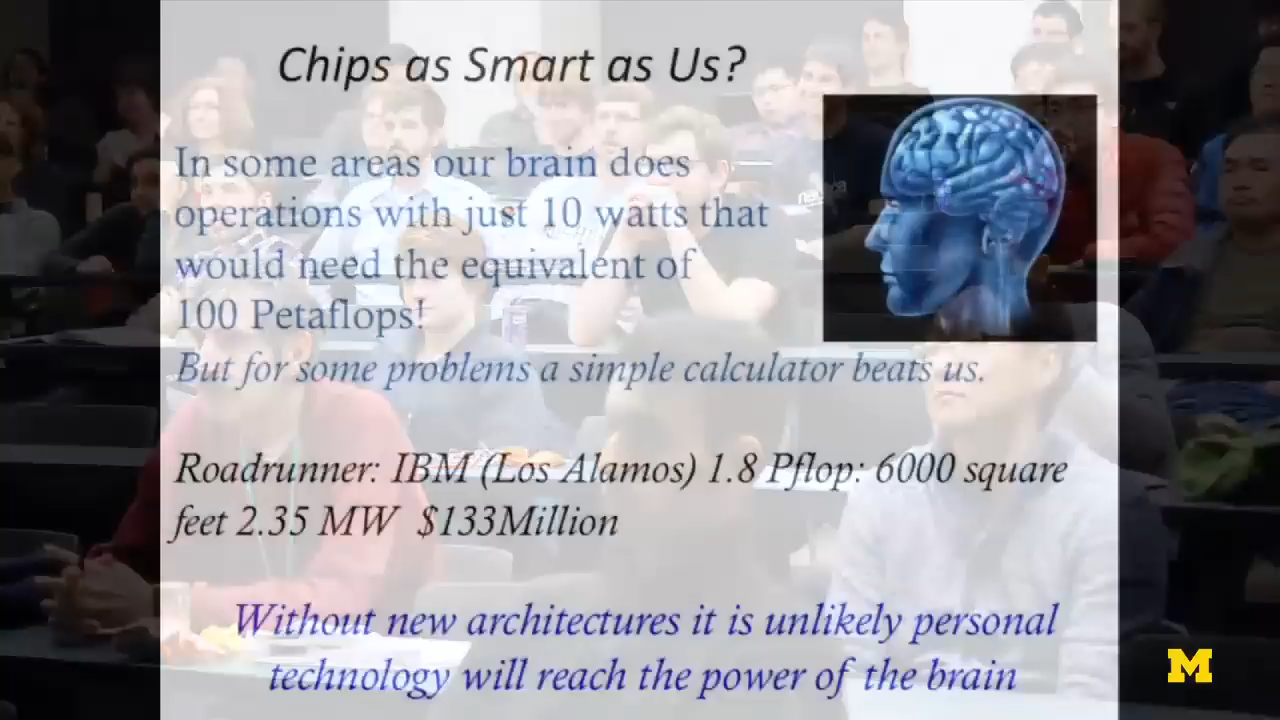 Chips as Smart as Us?
In some areas our brain does
operations with just 10 watts that
would need the equivalent of
100 Petaflops!
But for some problems a simple calculator beats us.
Roadrunner: IBM (Los Alamos) 1.8 Pflop: 6000 square
feet 2.35 MW $133Million
Without new architectures it is unlikely personal
technology will reach the power of the brain
M